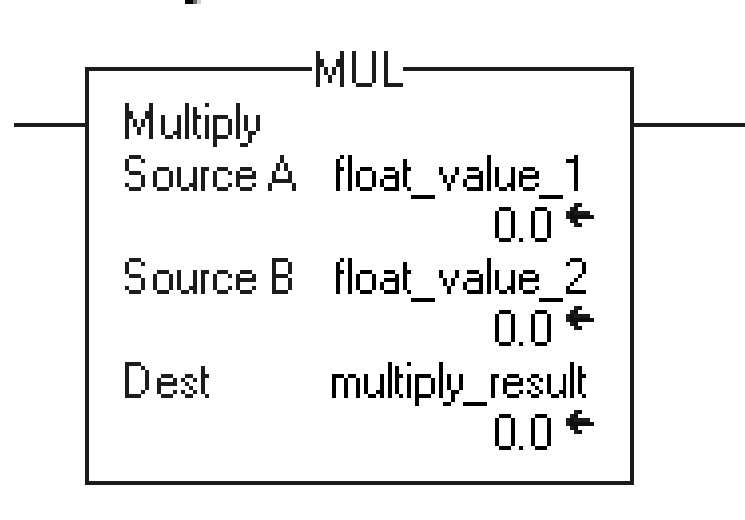 MUL
Multiply
Source A float_value_1
0.0
Source B float_value_2
0.0
Dest multiply_result
0.0